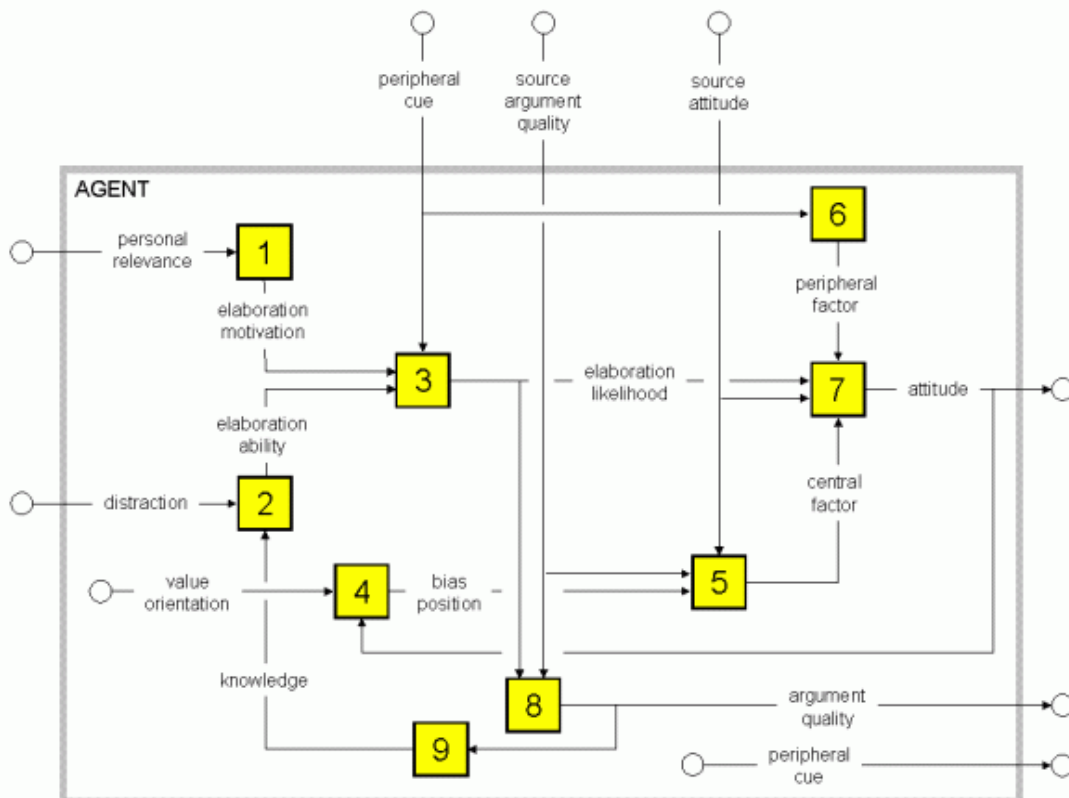 peripheral
cue
source
argument
quality
source
attitude
AGENT
6
personal
relevance
1
peripheral
factor
elaboration
motivation
3
elaboration
likelihood
7
attitude
elaboration
ability
distraction
2
central
factor
value
orientation
4
bias
position
5
knowledge
8
argument
quality
9
peripheral
cue